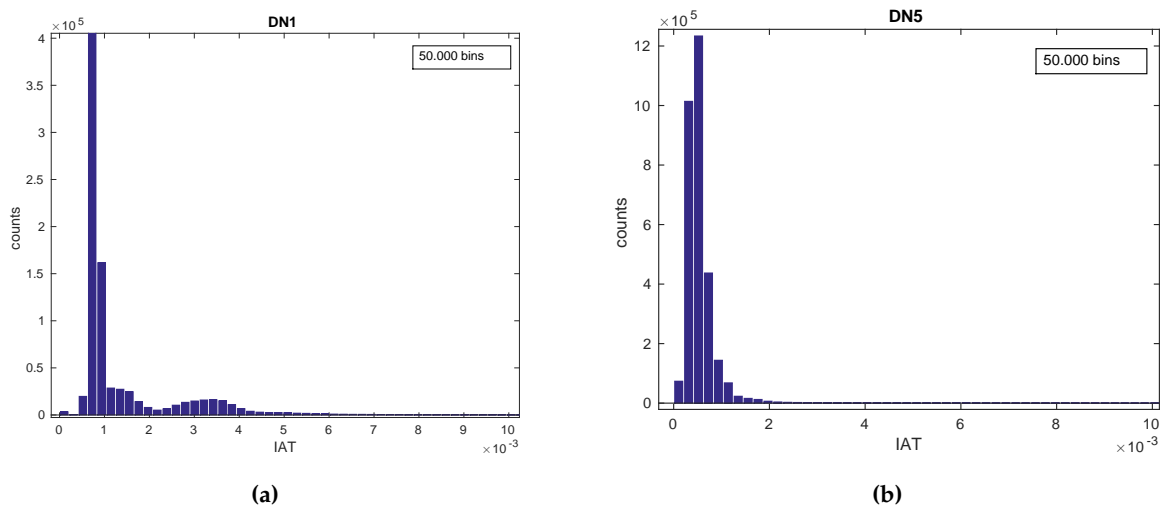 DN1
×10^5
4
3.5
3
2.5
2
1.5
1
0.5
0
counts
50.000 bins
0 1 2 3 4 5 6 7 8 9 10
IAT
×10^-3
(a)
DN5
×10^5
12
10
8
6
4
2
0
counts
50.000 bins
0 2 4 6 8 10
IAT
×10^-3
(b)